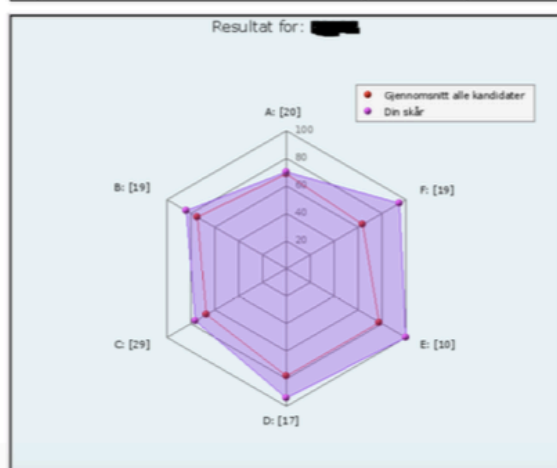 Resultat for:
Gjennomsnitt alle kandidater
Din skår
A: [20]
100
80
B: [19]
F: [19]
60
40
20
C: [29]
E: [10]
D: [17]